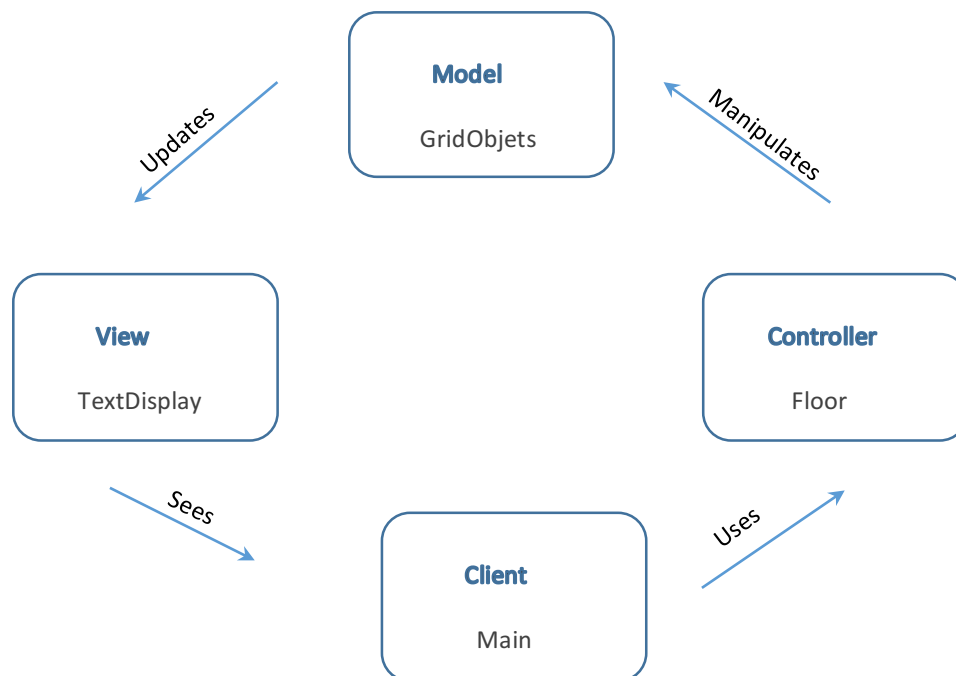 Model
GridObjets
Updates
Manipulates
View
TextDisplay
Controller
Floor
Sees
Uses
Client
Main